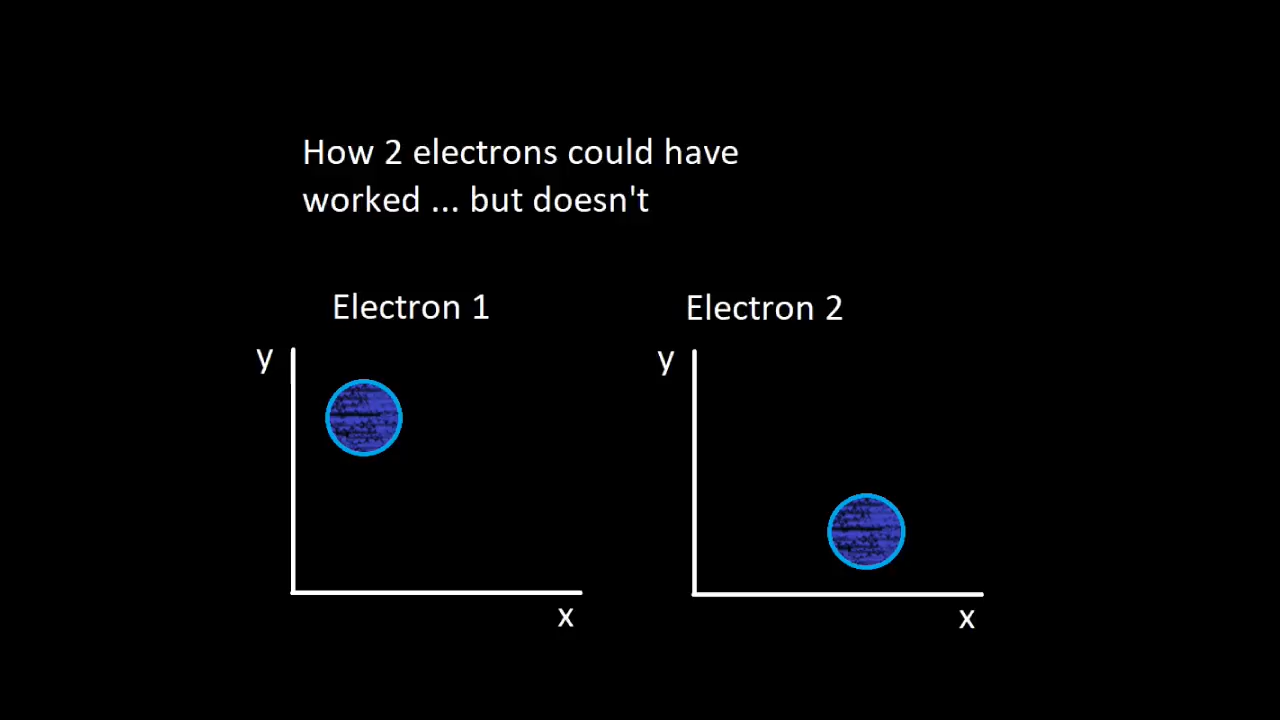 How 2 electrons could have
worked ... but doesn't
Electron 1
Electron 2
y
y
x
x